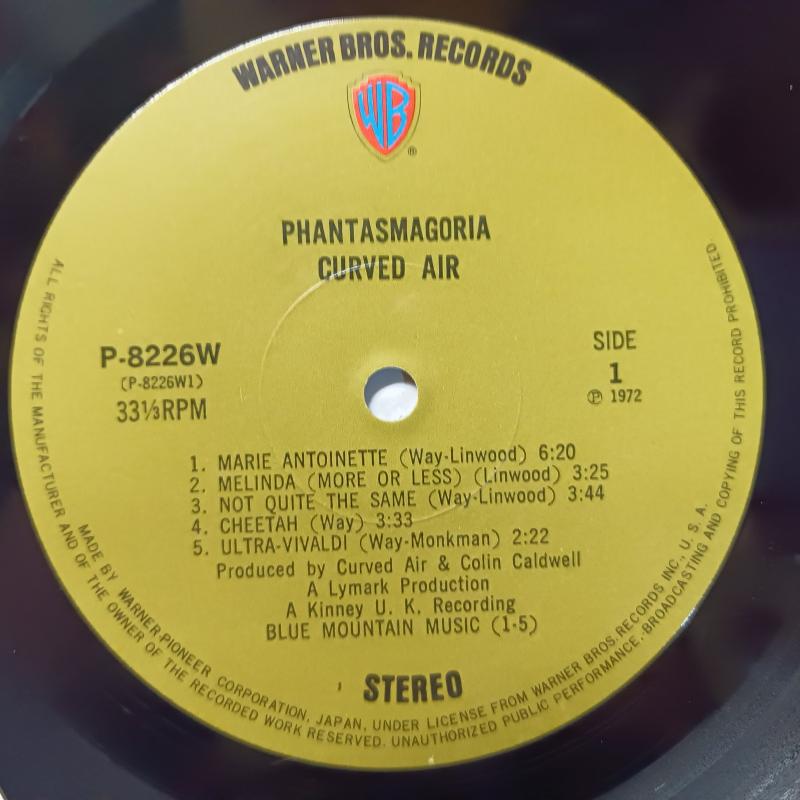 WARNER BROS. RECORDS
WB
®
PHANTASMAGORIA
CURVED AIR
P-8226W
(P-8226W1)
33⅓RPM
SIDE
1
Ⓟ 1972
1. MARIE ANTOINETTE (Way-Linwood) 6:20
2. MELINDA (MORE OR LESS) (Linwood) 3:25
3. NOT QUITE THE SAME (Way-Linwood) 3:44
4. CHEETAH (Way) 3:33
5. ULTRA-VIVALDI (Way-Monkman) 2:22
Produced by Curved Air & Colin Caldwell
A Lymark Production
A Kinney U. K. Recording
BLUE MOUNTAIN MUSIC (1-5)
STEREO
MADE BY WARNER-PIONEER CORPORATION, JAPAN, UNDER LICENSE FROM WARNER BROS. RECORDS INC., U. S. A.
ALL RIGHTS OF THE MANUFACTURER AND OF THE OWNER OF THE RECORDED WORK RESERVED. UNAUTHORIZED PUBLIC PERFORMANCE, BROADCASTING AND COPYING OF THIS RECORD PROHIBITED.